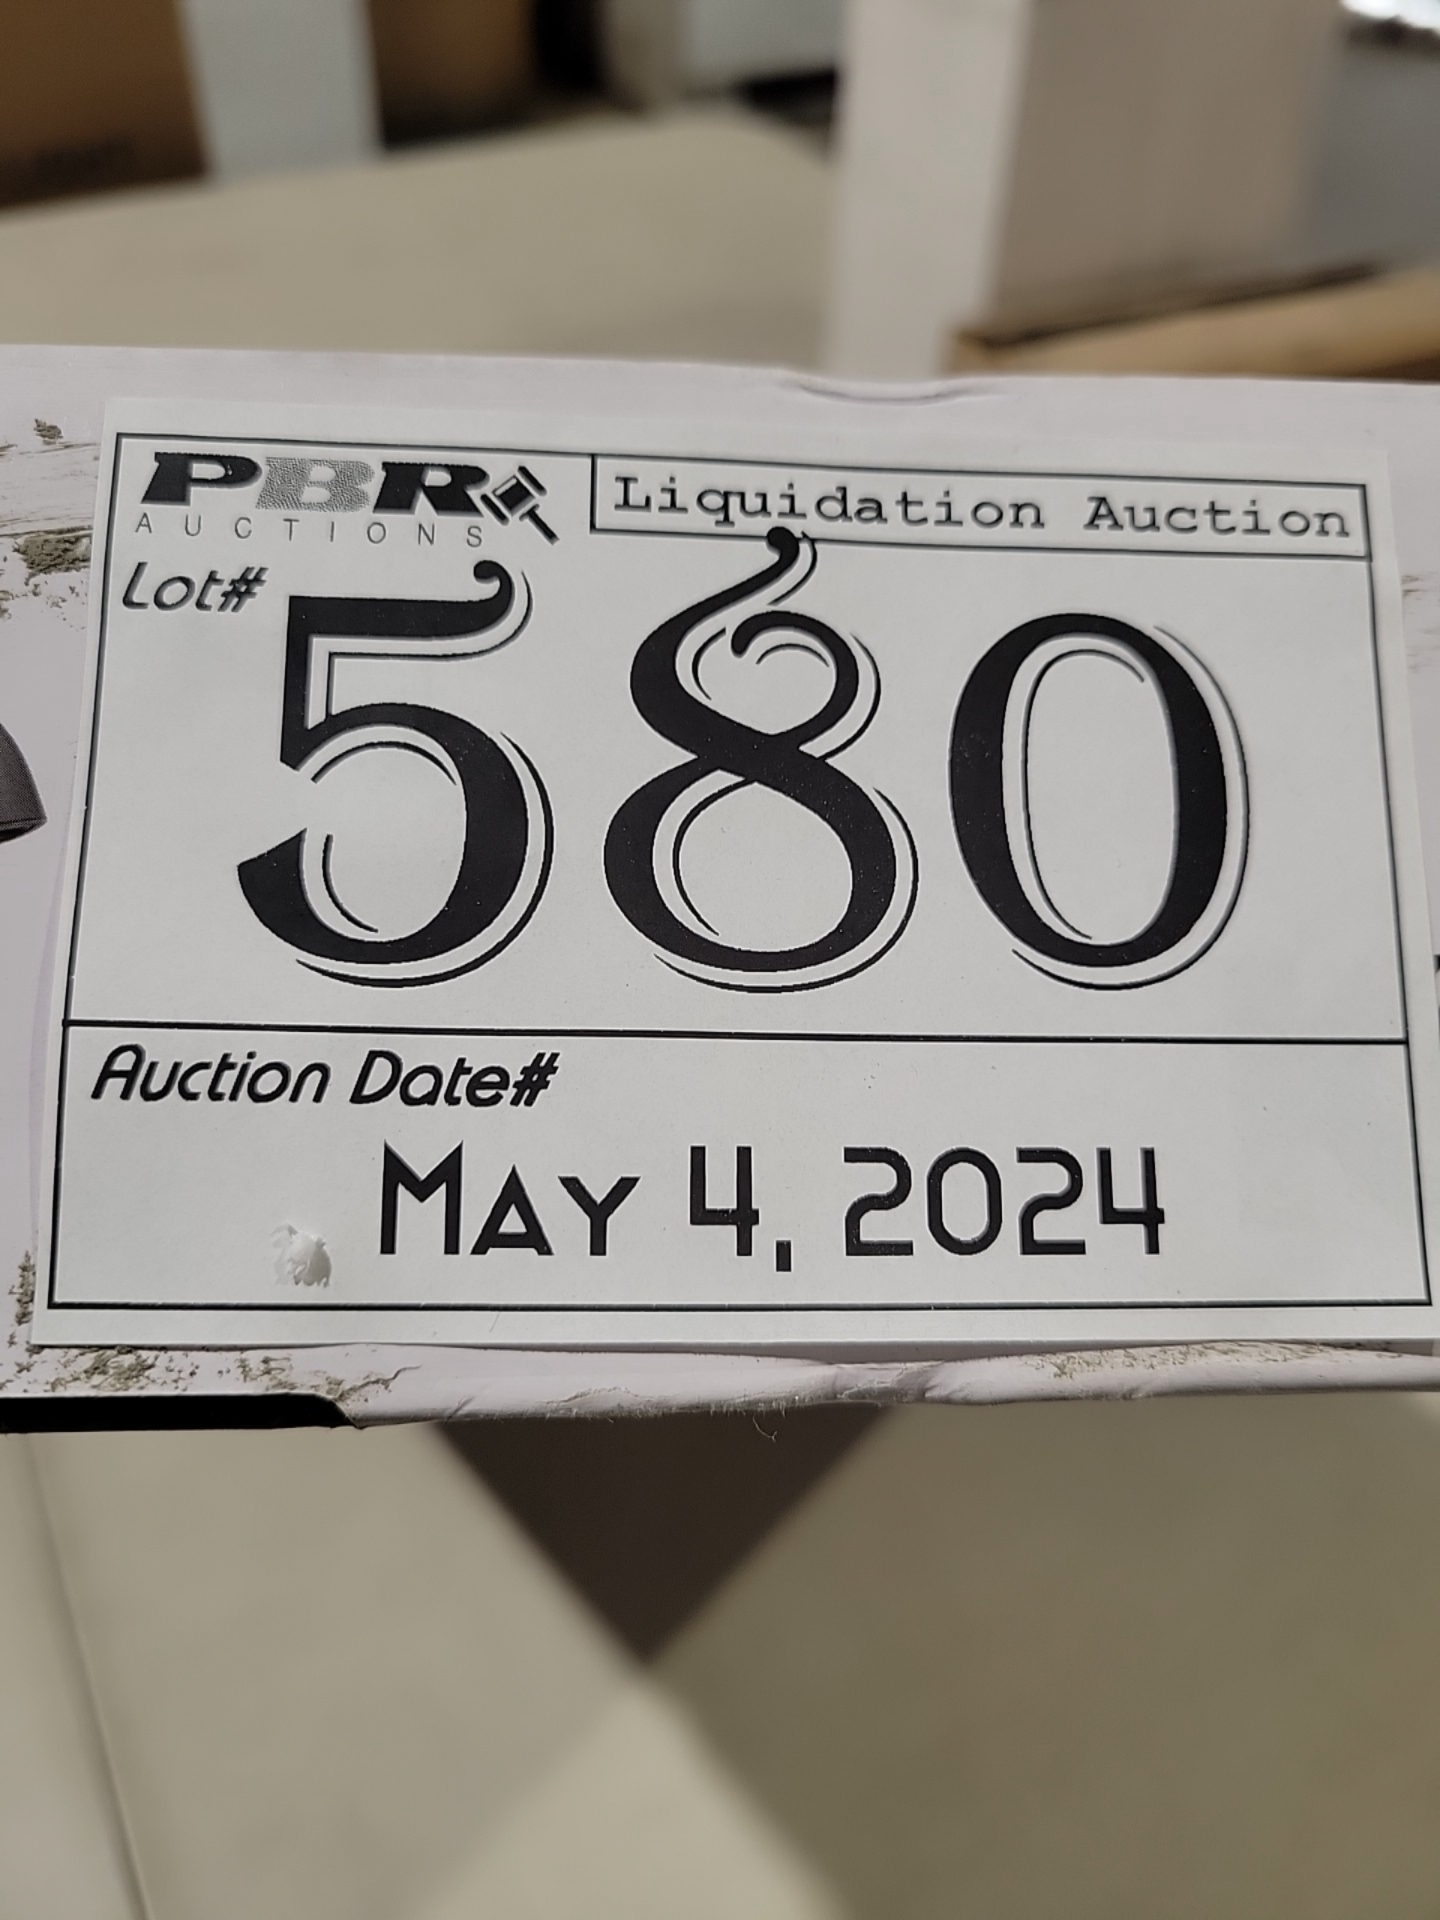 PBR
AUCTIONS
Liquidation Auction
Lot#
580
Auction Date#
MAY 4, 2024